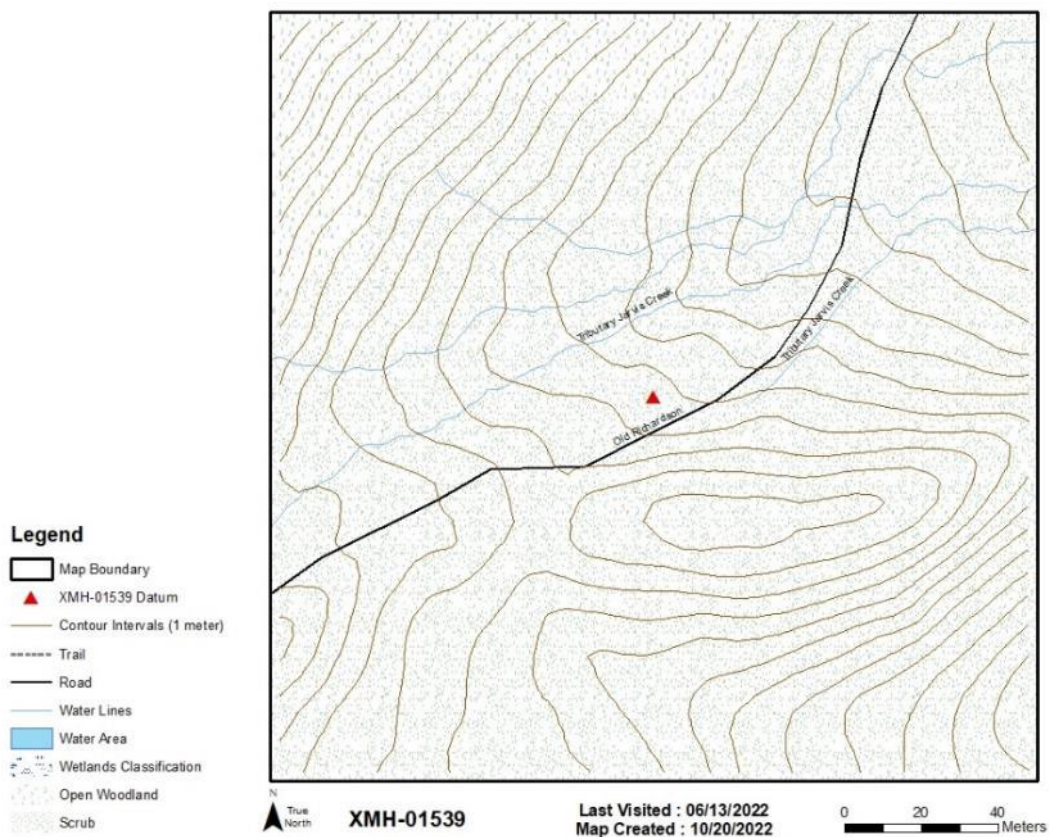 Tributary Jarvis Creek
Tributary Jarvis Creek
Old Richardson
Legend
Map Boundary
XMH-01539 Datum
Contour Intervals (1 meter)
Trail
Road
Water Lines
Water Area
Wetlands Classification
Open Woodland
Scrub
N
True
North
XMH-01539
Last Visited : 06/13/2022
Map Created : 10/20/2022
0 20 40
Meters